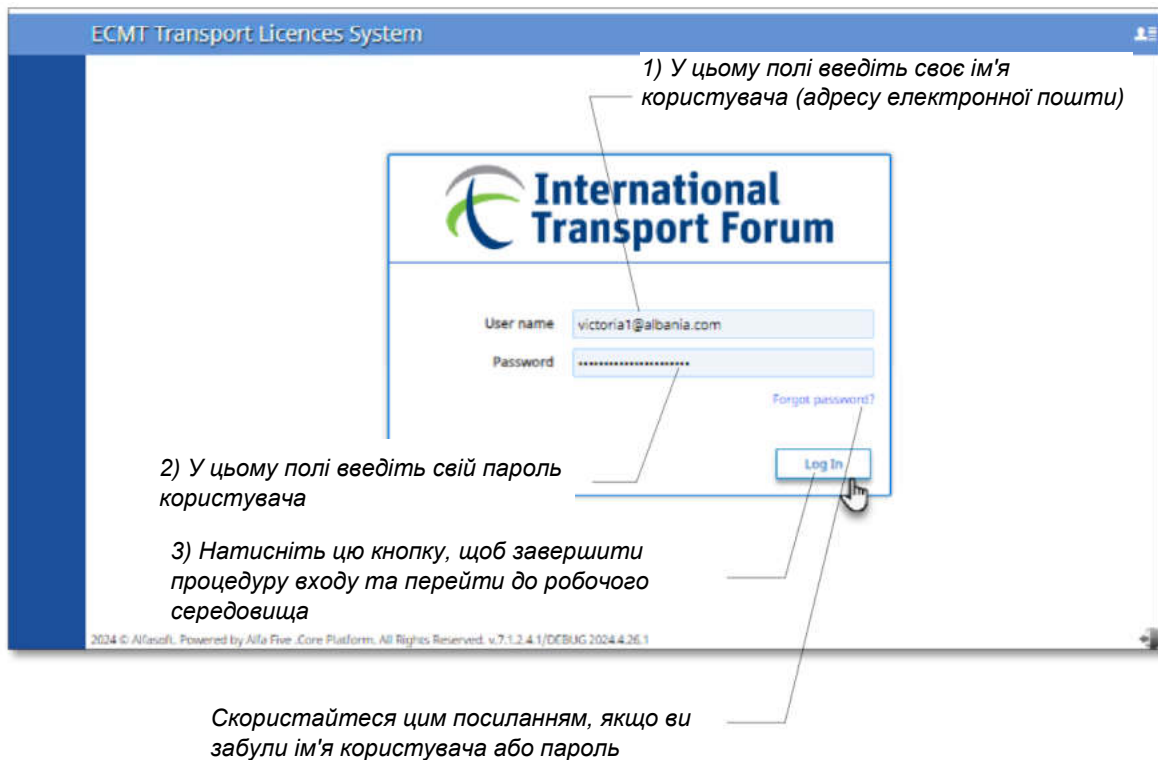 ECMT Transport Licences System
1) У цьому полі введіть своє ім'я
користувача (адресу електронної пошти)
International
Transport Forum
User name
victoria1@albania.com
Password
Forgot password?
Log In
2) У цьому полі введіть свій пароль
користувача
3) Натисніть цю кнопку, щоб завершити
процедуру входу та перейти до робочого
середовища
2024 © Alfasoft. Powered by Alfa Five .Core Platform. All Rights Reserved. v.7.1.2.4.1/DEBUG 2024.4.26.1
Скористайтеся цим посиланням, якщо ви
забули ім'я користувача або пароль